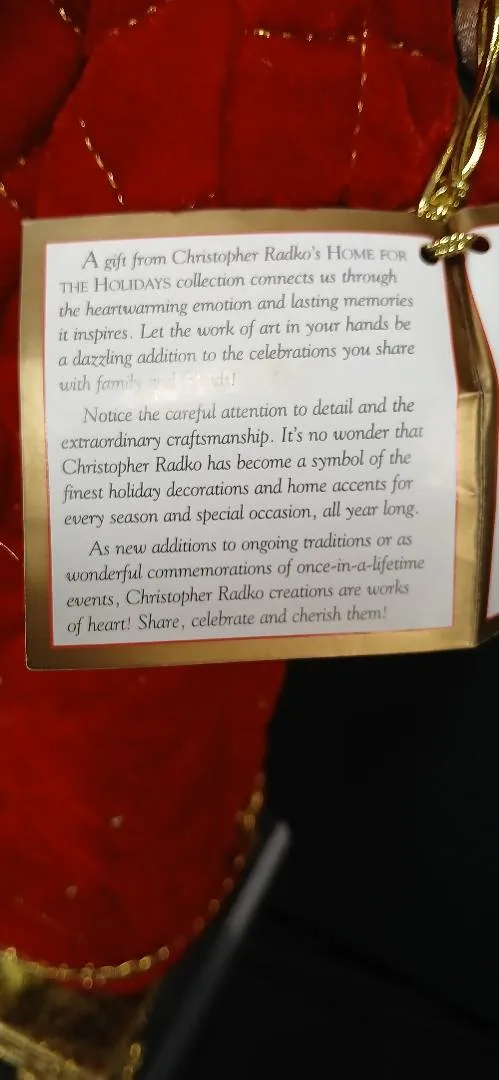 A gift from Christopher Radko's HOME FOR
THE HOLIDAYS collection connects us through
the heartwarming emotion and lasting memories
it inspires. Let the work of art in your hands be
a dazzling addition to the celebrations you share
with family
Notice the careful attention to detail and the
extraordinary craftsmanship. It's no wonder that
Christopher Radko has become a symbol of the
finest holiday decorations and home accents for
every season and special occasion, all year long.
As new additions to ongoing traditions or as
wonderful commemorations of once-in-a-lifetime
events, Christopher Radko creations are works
of heart! Share, celebrate and cherish them!